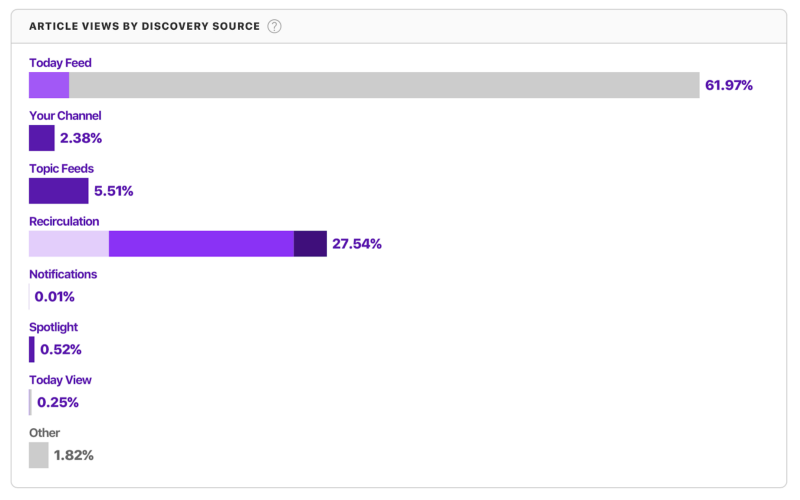 ARTICLE VIEWS BY DISCOVERY SOURCE ?
Today Feed
61.97%
Your Channel
2.38%
Topic Feeds
5.51%
Recirculation
27.54%
Notifications
0.01%
Spotlight
0.52%
Today View
0.25%
Other
1.82%